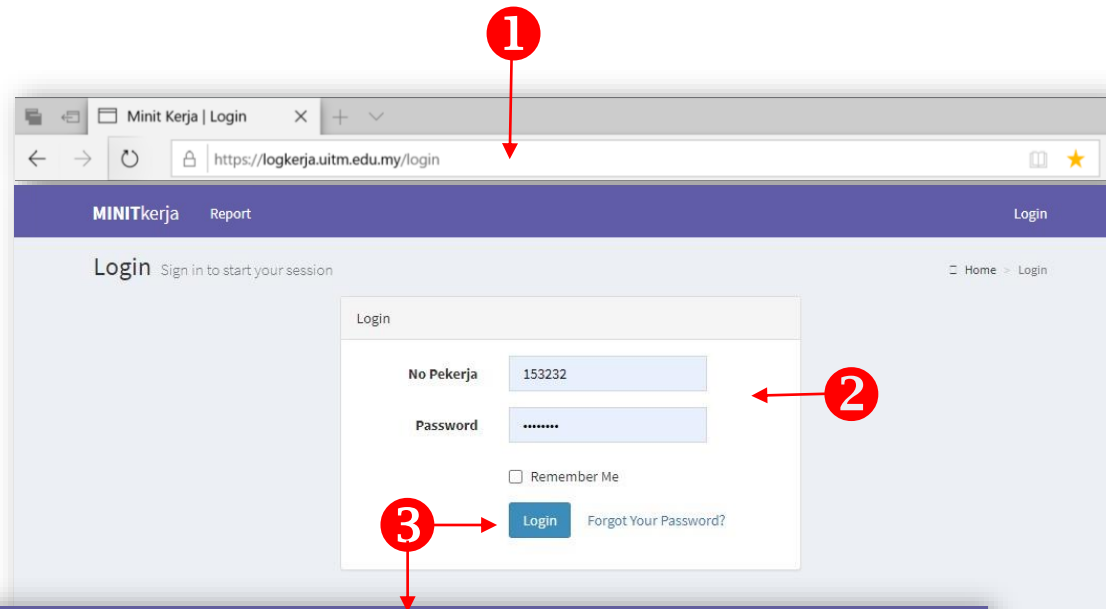 1
Minit Kerja | Login
https://logkerja.uitm.edu.my/login
MINITkerja Report Login
Login Sign in to start your session Home > Login
Login
No Pekerja 153232
2
Password ••••••••
Remember Me
3
Login Forgot Your Password?